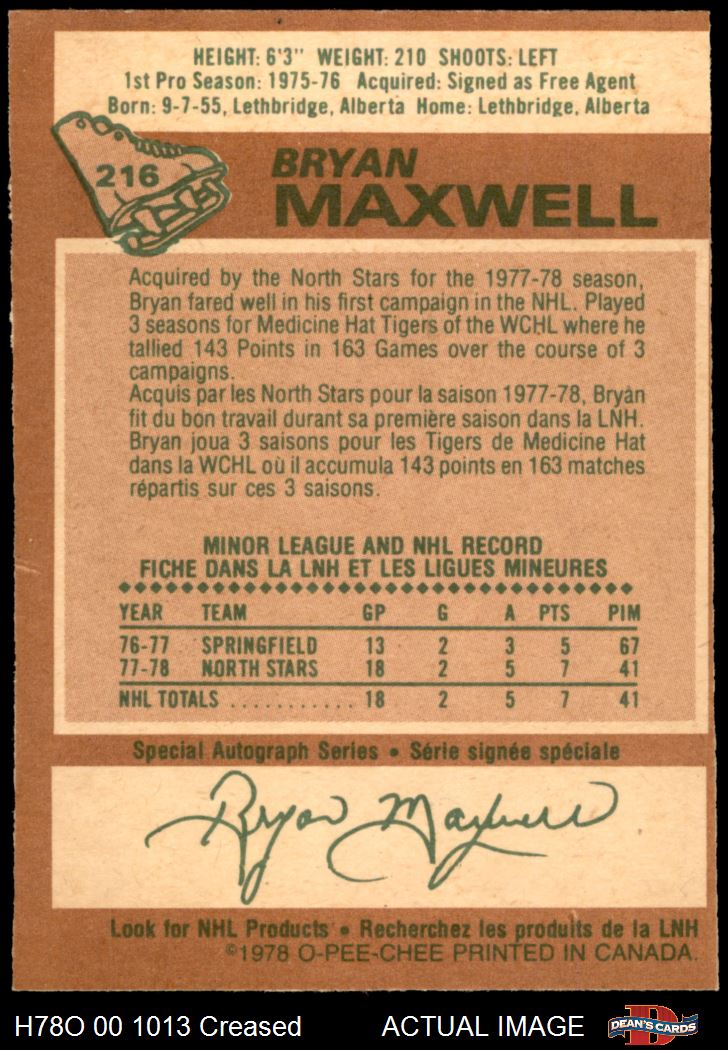 HEIGHT: 6'3" WEIGHT: 210 SHOOTS: LEFT
1st Pro Season: 1975-76 Acquired: Signed as Free Agent
Born: 9-7-55, Lethbridge, Alberta Home: Lethbridge, Alberta
216
BRYAN
MAXWELL
Acquired by the North Stars for the 1977-78 season,
Bryan fared well in his first campaign in the NHL. Played
3 seasons for Medicine Hat Tigers of the WCHL where he
tallied 143 Points in 163 Games over the course of 3
campaigns.
Acquis par les North Stars pour la saison 1977-78, Bryan
fit du bon travail durant sa première saison dans la LNH.
Bryan joua 3 saisons pour les Tigers de Medicine Hat
dans la WCHL où il accumula 143 points en 163 matches
répartis sur ces 3 saisons.
MINOR LEAGUE AND NHL RECORD
FICHE DANS LA LNH ET LES LIGUES MINEURES
YEAR TEAM GP G A PTS PIM
76-77 SPRINGFIELD 13 2 3 5 67
77-78 NORTH STARS 18 2 5 7 41
NHL TOTALS ........... 18 2 5 7 41
Special Autograph Series • Série signée spéciale
Bryan Maxwell
Look for NHL Products • Recherchez les produits de la LNH
©1978 O-PEE-CHEE PRINTED IN CANADA.
H78O 00 1013 Creased ACTUAL IMAGE DEAN'S CARDS